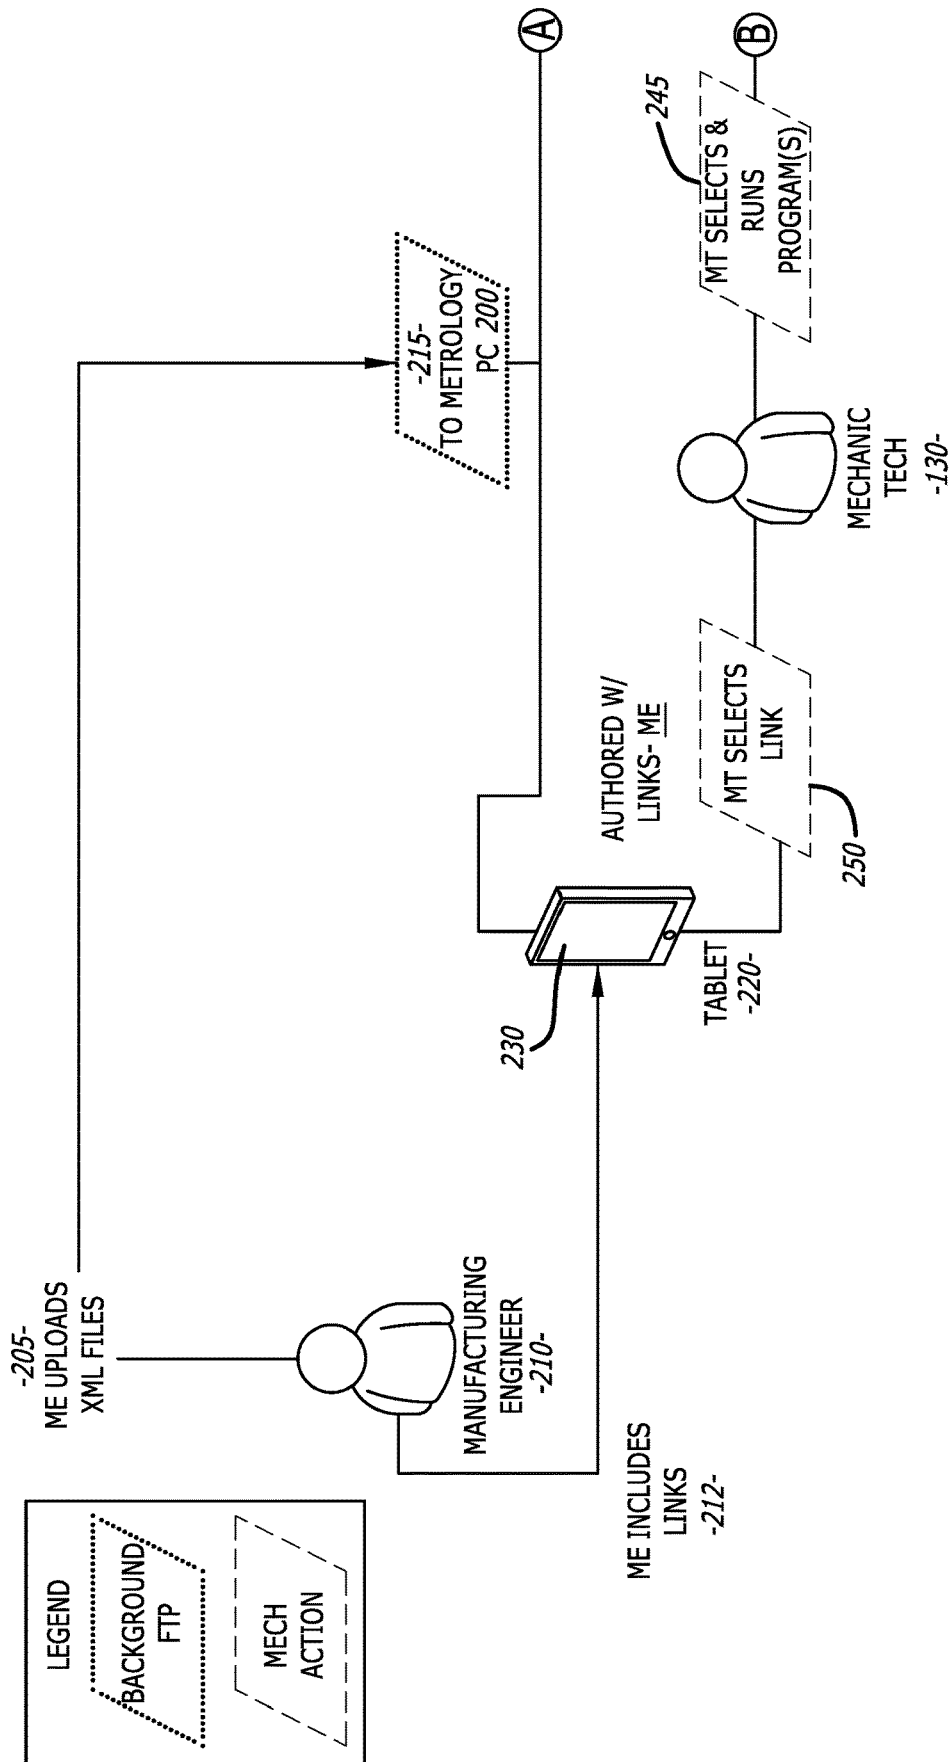 LEGEND
BACKGROUND
FTP
MECH
ACTION
-205-
ME UPLOADS
XML FILES
MANUFACTURING
ENGINEER
-210-
ME INCLUDES
LINKS
-212-
-215-
TO METROLOGY
PC 200
A
230
TABLET
-220-
AUTHORED W/
LINKS- ME
MT SELECTS
LINK
250
MECHANIC
TECH
-130-
MT SELECTS &
RUNS
PROGRAM(S)
245
B